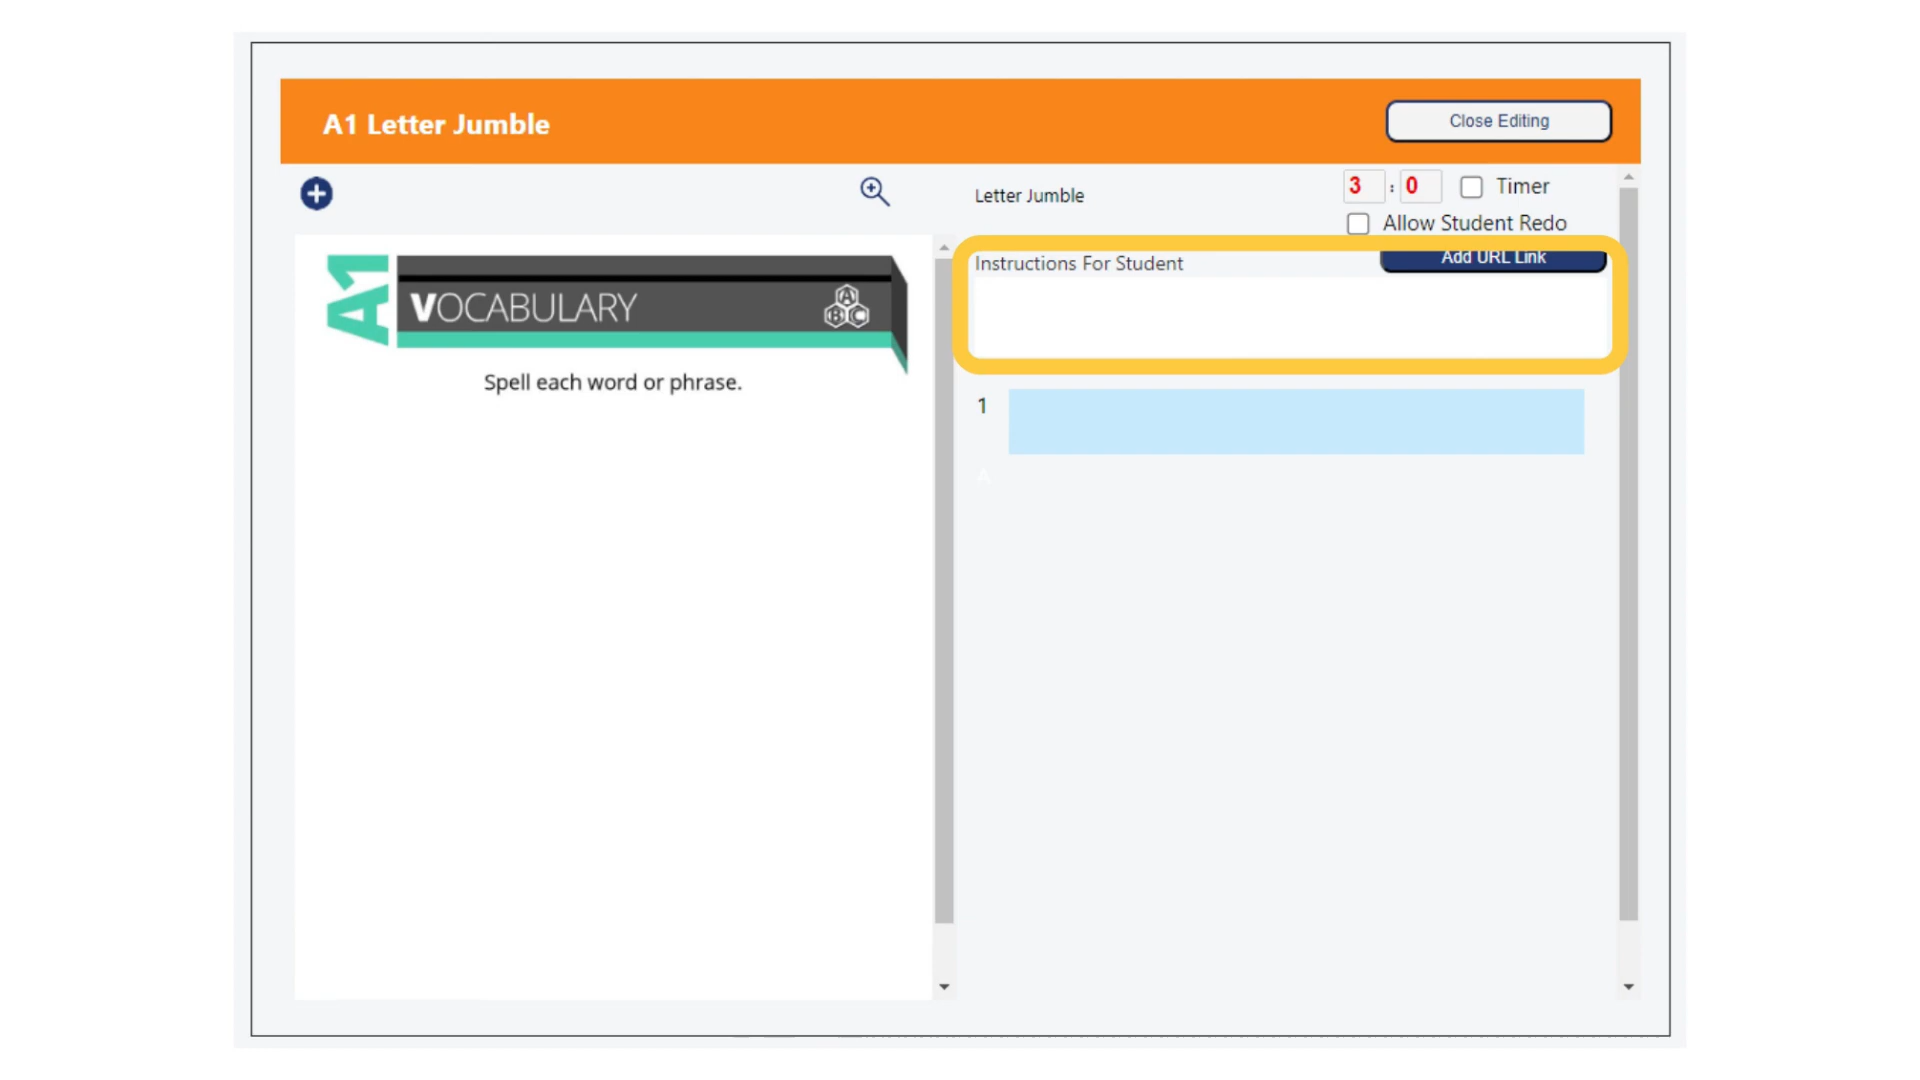 A1 Letter Jumble
Close Editing
Letter Jumble
3 : 0 Timer
Allow Student Redo
Instructions For Student
Add URL Link
A1
VOCABULARY
A
B C
Spell each word or phrase.
1
A